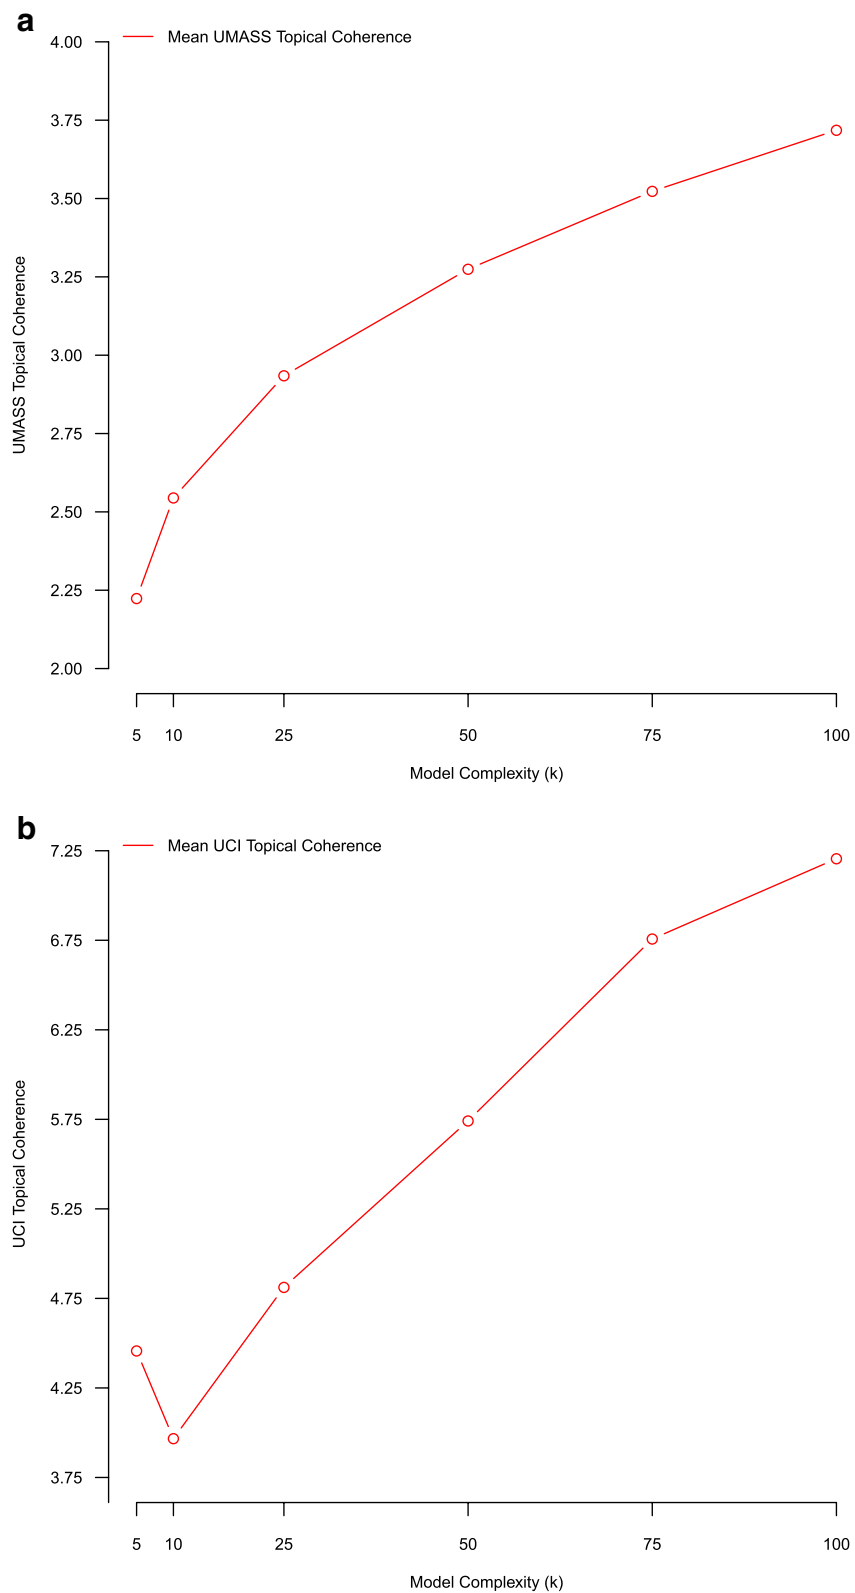 a
Mean UMASS Topical Coherence
4.00
3.75
3.50
3.25
3.00
2.75
2.50
2.25
2.00
UMASS Topical Coherence
5 10 25 50 75 100
Model Complexity (k)
b
Mean UCI Topical Coherence
7.25
6.75
6.25
5.75
5.25
4.75
4.25
3.75
UCI Topical Coherence
5 10 25 50 75 100
Model Complexity (k)